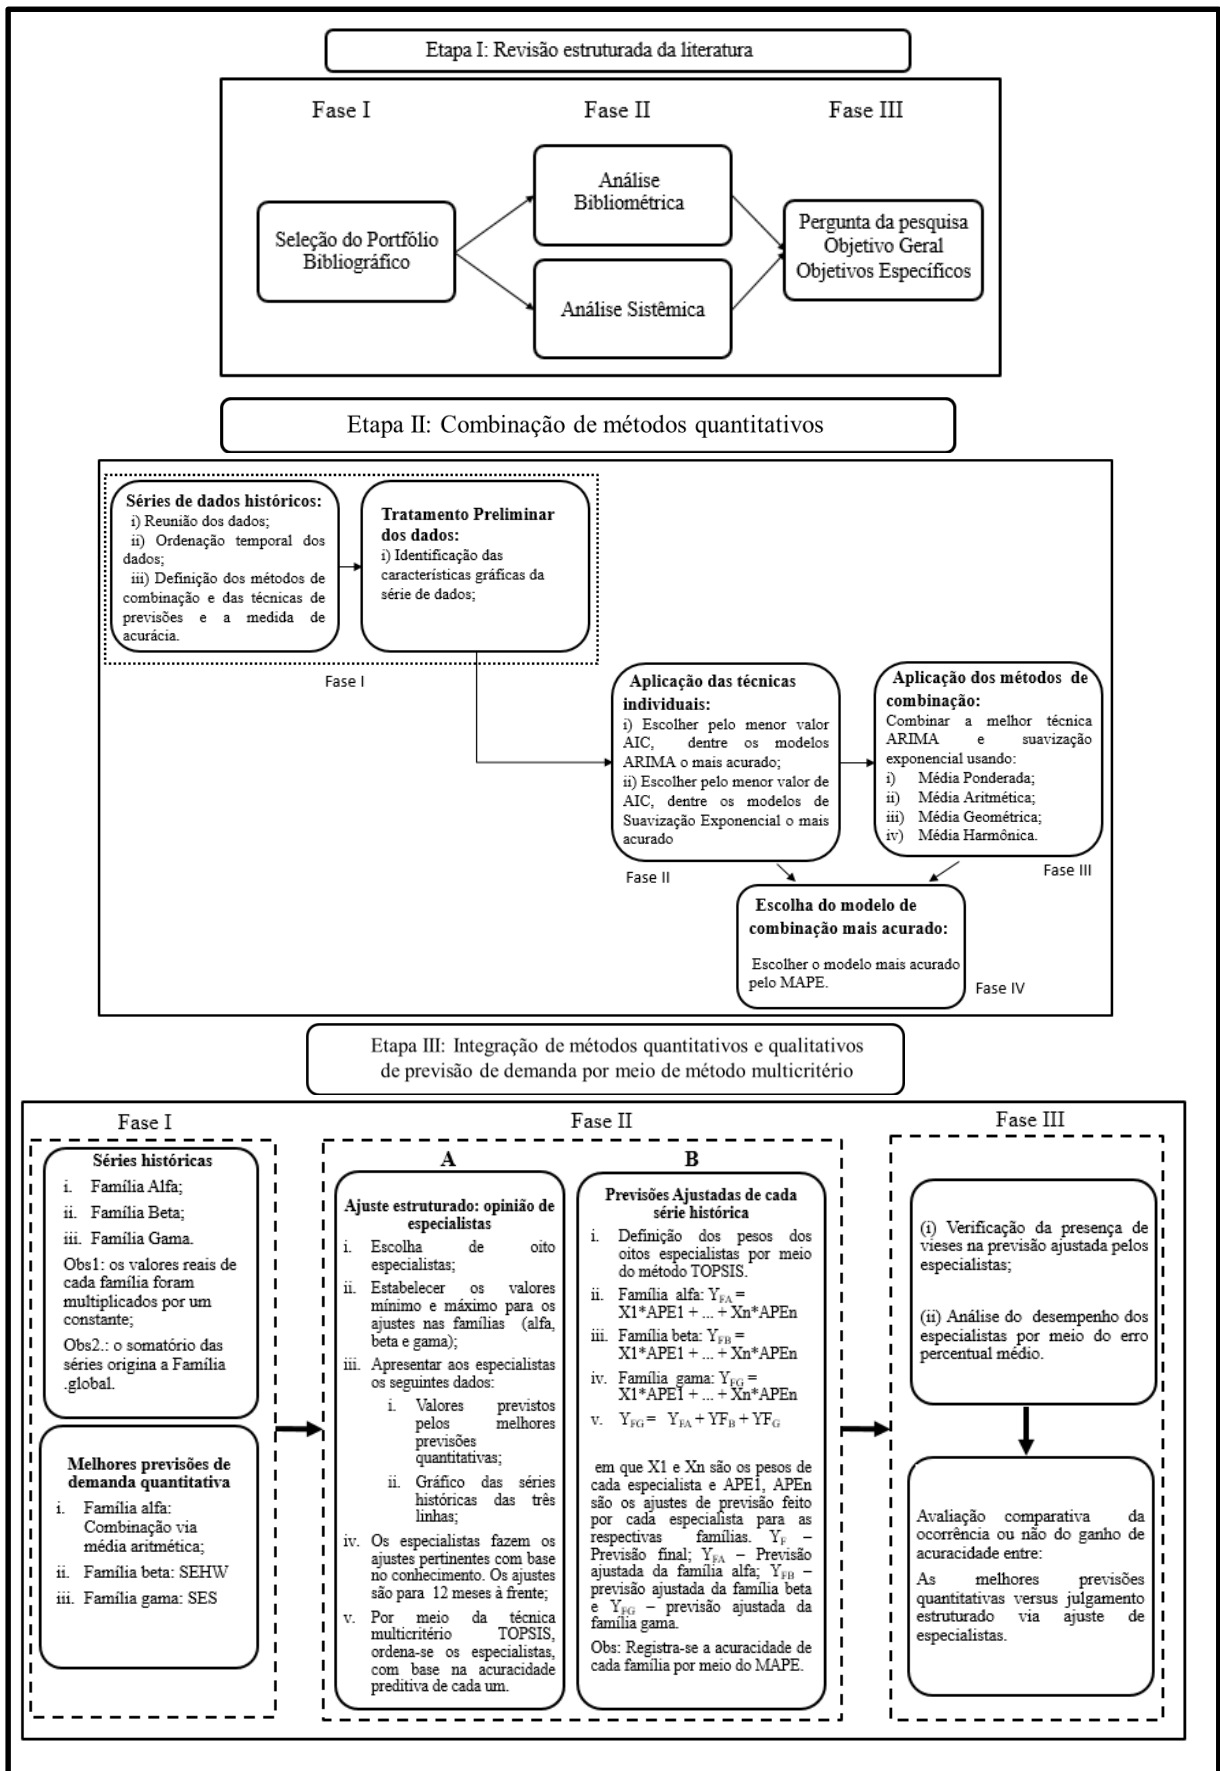 Etapa I: Revisão estruturada da literatura
Fase I
Fase II
Fase III
Seleção do Portfólio
Bibliográfico
Análise
Bibliométrica
Análise Sistêmica
Pergunta da pesquisa
Objetivo Geral
Objetivos Específicos
Etapa II: Combinação de métodos quantitativos
Séries de dados históricos:
i) Reunião dos dados;
ii) Ordenação temporal dos
dados;
iii) Definição dos métodos de
combinação e das técnicas de
previsões e a medida de
acurácia.
Tratamento Preliminar
dos dados:
i) Identificação das
características gráficas da
série de dados;
Fase I
Aplicação das técnicas
individuais:
i) Escolher pelo menor valor
AIC, dentre os modelos
ARIMA o mais acurado;
ii) Escolher pelo menor valor de
AIC, dentre os modelos de
Suavização Exponencial o mais
acurado
Fase II
Aplicação dos métodos de
combinação:
Combinar a melhor técnica
ARIMA e suavização
exponencial usando:
i) Média Ponderada;
ii) Média Aritmética;
iii) Média Geométrica;
iv) Média Harmônica.
Fase III
Escolha do modelo de
combinação mais acurado:
Escolher o modelo mais acurado
pelo MAPE.
Fase IV
Etapa III: Integração de métodos quantitativos e qualitativos
de previsão de demanda por meio de método multicritério
Fase I
Séries históricas
i. Família Alfa;
ii. Família Beta;
iii. Família Gama.
Obs1: os valores reais de
cada família foram
multiplicados por um
constante;
Obs2.: o somatório das
séries origina a Família
.global.
Melhores previsões de
demanda quantitativa
i. Família alfa:
Combinação via
média aritmética;
ii. Família beta: SEHW
iii. Família gama: SES
Fase II
A
Ajuste estruturado: opinião de
especialistas
i. Escolha de oito
especialistas;
ii. Estabelecer os valores
mínimo e máximo para os
ajustes nas famílias (alfa,
beta e gama);
iii. Apresentar aos especialistas
os seguintes dados:
i. Valores previstos
pelos melhores
previsões
quantitativas;
ii. Gráfico das séries
históricas das três
linhas;
iv. Os especialistas fazem os
ajustes pertinentes com base
no conhecimento. Os ajustes
são para 12 meses à frente;
v. Por meio da técnica
multicritério TOPSIS,
ordena-se os especialistas,
com base na acuracidade
preditiva de cada um.
B
Previsões Ajustadas de cada
série histórica
i. Definição dos pesos dos
oitos especialistas por meio
do método TOPSIS.
ii. Família alfa: Y_FA =
X1*APE1 + ... + Xn*APEn
iii. Família beta: Y_FB =
X1*APE1 + ... + Xn*APEn
iv. Família gama: Y_FG =
X1*APE1 + ... + Xn*APEn
v. Y_FG = Y_FA + YF_B + YF_G
em que X1 e Xn são os pesos de
cada especialista e APE1, APEn
são os ajustes de previsão feito
por cada especialista para as
respectivas famílias. Y_F –
Previsão final; Y_FA – Previsão
ajustada da família alfa; Y_FB –
previsão ajustada da família beta
e Y_FG – previsão ajustada da
família gama.
Obs: Registra-se a acuracidade de
cada família por meio do MAPE.
Fase III
(i) Verificação da presença de
vieses na previsão ajustada pelos
especialistas;
(ii) Análise do desempenho dos
especialistas por meio do erro
percentual médio.
Avaliação comparativa da
ocorrência ou não do ganho de
acuracidade entre:
As melhores previsões
quantitativas versus julgamento
estruturado via ajuste de
especialistas.